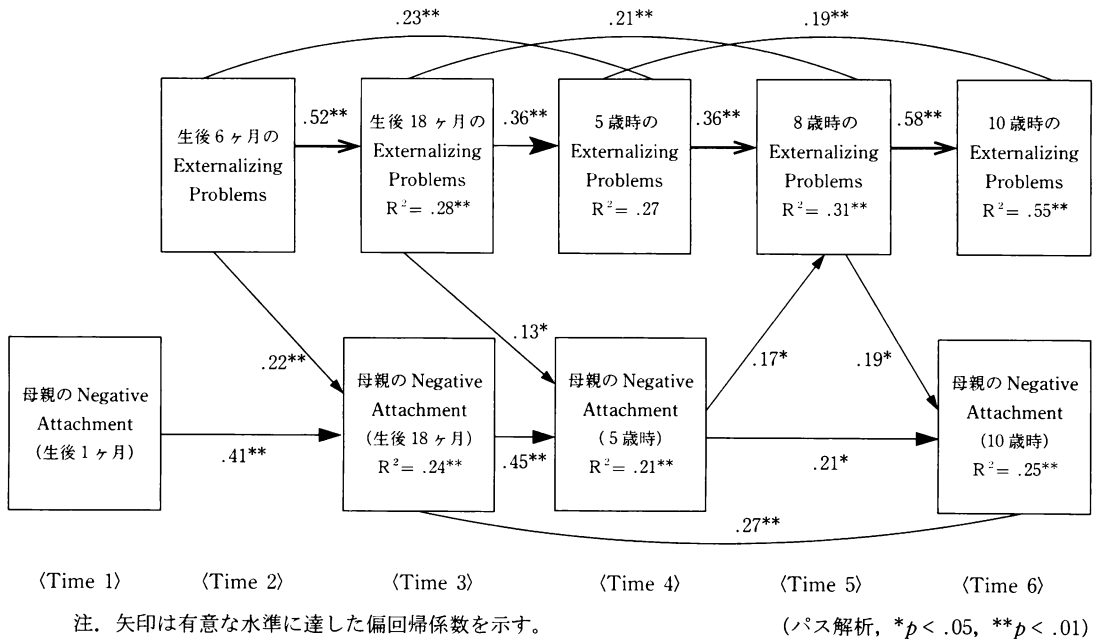 .23**
.21**
.19**
生後6ヶ月の
Externalizing
Problems
.52**
生後18ヶ月の
Externalizing
Problems
R²= .28**
.36**
5歳時の
Externalizing
Problems
R²= .27
.36**
8歳時の
Externalizing
Problems
R²= .31**
.58**
10歳時の
Externalizing
Problems
R²= .55**
.22**
.13*
.17*
.19*
母親のNegative
Attachment
(生後1ヶ月)
.41**
母親のNegative
Attachment
(生後18ヶ月)
R²= .24**
.45**
母親のNegative
Attachment
(5歳時)
R²= .21**
.21*
母親のNegative
Attachment
(10歳時)
R²= .25**
.27**
〈Time 1〉 〈Time 2〉 〈Time 3〉 〈Time 4〉 〈Time 5〉 〈Time 6〉
注. 矢印は有意な水準に達した偏回帰係数を示す。 (パス解析, *p < .05, **p < .01)